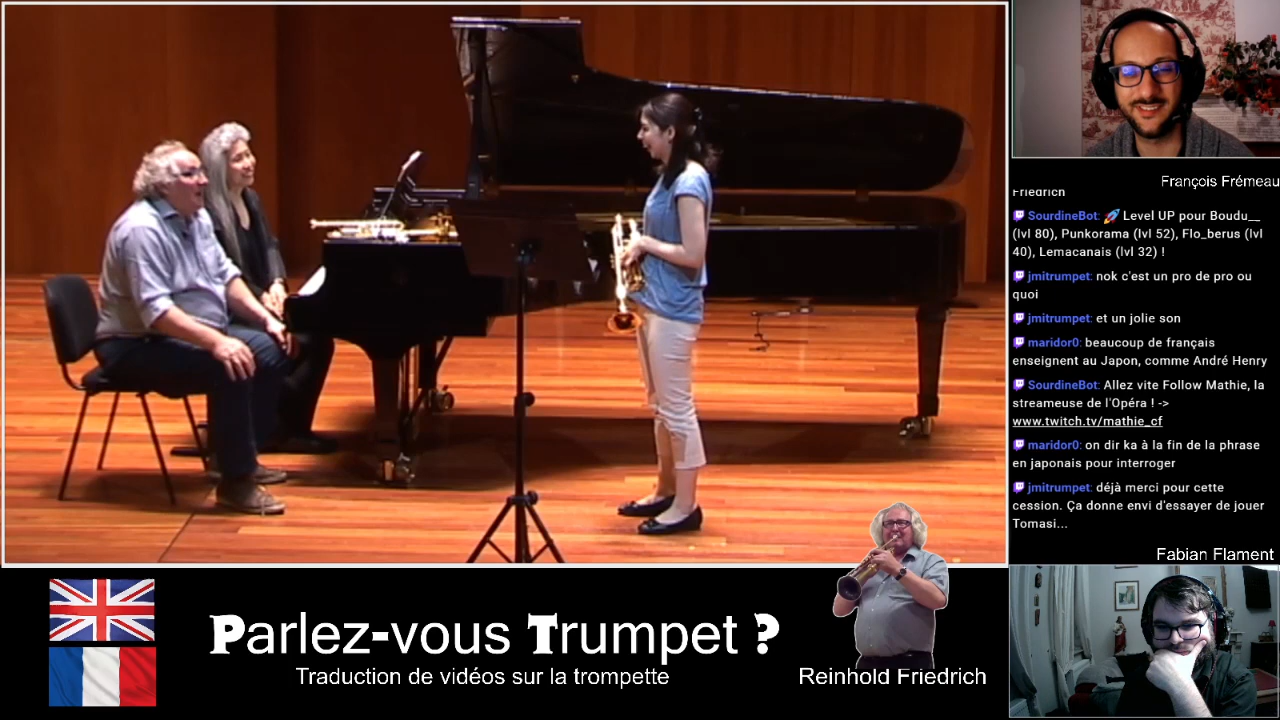 François Frémeau
Friedrich
SourdineBot: 🚀 Level UP pour Boudu__
(lvl 80), Punkorama (lvl 52), Flo_berus (lvl
40), Lemacanais (lvl 32) !
jmitrumpet: nok c'est un pro de pro ou
quoi
jmitrumpet: et un jolie son
maridor0: beaucoup de français
enseignent au Japon, comme André Henry
SourdineBot: Allez vite Follow Mathie, la
streameuse de l'Opéra ! ->
www.twitch.tv/mathie_cf
maridor0: on dir ka à la fin de la phrase
en japonais pour interroger
jmitrumpet: déjà merci pour cette
cession. Ça donne envi d'essayer de jouer
Tomasi...
Fabian Flament
Parlez-vous Trumpet ?
Traduction de vidéos sur la trompette
Reinhold Friedrich